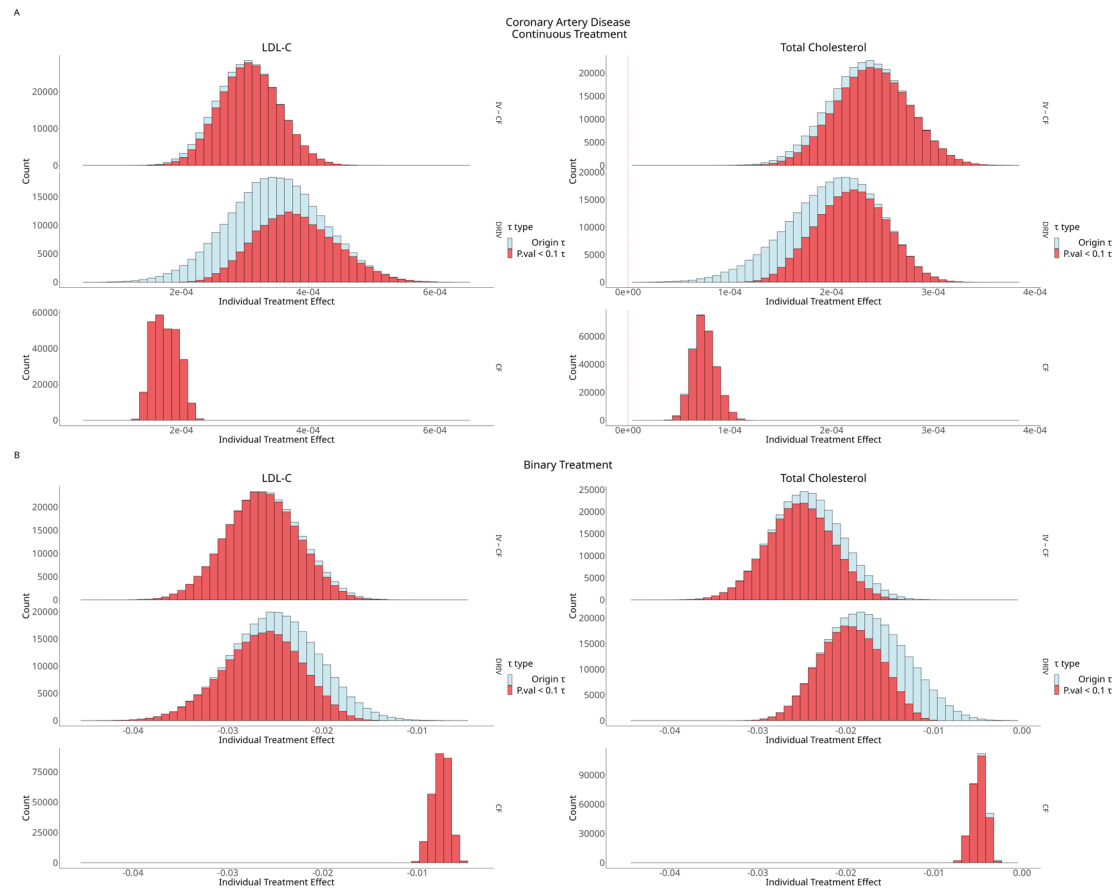 A
Coronary Artery Disease
Continuous Treatment
LDL-C
Total Cholesterol
Count
20000
10000
0
IV – CF
Count
20000
15000
10000
5000
0
IV – CF
15000
10000
5000
0
DRIV
20000
15000
10000
5000
0
DRIV
τ type
Origin τ
P.val < 0.1 τ
τ type
Origin τ
P.val < 0.1 τ
2e-04
4e-04
6e-04
Individual Treatment Effect
0e+00
1e-04
2e-04
3e-04
4e-04
Individual Treatment Effect
Count
60000
40000
20000
0
CF
Count
60000
40000
20000
0
CF
2e-04
4e-04
6e-04
Individual Treatment Effect
0e+00
1e-04
2e-04
3e-04
4e-04
Individual Treatment Effect
B
Binary Treatment
LDL-C
Total Cholesterol
Count
20000
15000
10000
5000
0
IV – CF
Count
25000
20000
15000
10000
5000
0
IV – CF
20000
15000
10000
5000
0
DRIV
20000
15000
10000
5000
0
DRIV
τ type
Origin τ
P.val < 0.1 τ
τ type
Origin τ
P.val < 0.1 τ
-0.04
-0.03
-0.02
-0.01
Individual Treatment Effect
-0.04
-0.03
-0.02
-0.01
0.00
Individual Treatment Effect
Count
75000
50000
25000
0
CF
Count
90000
60000
30000
0
CF
-0.04
-0.03
-0.02
-0.01
Individual Treatment Effect
-0.04
-0.03
-0.02
-0.01
0.00
Individual Treatment Effect